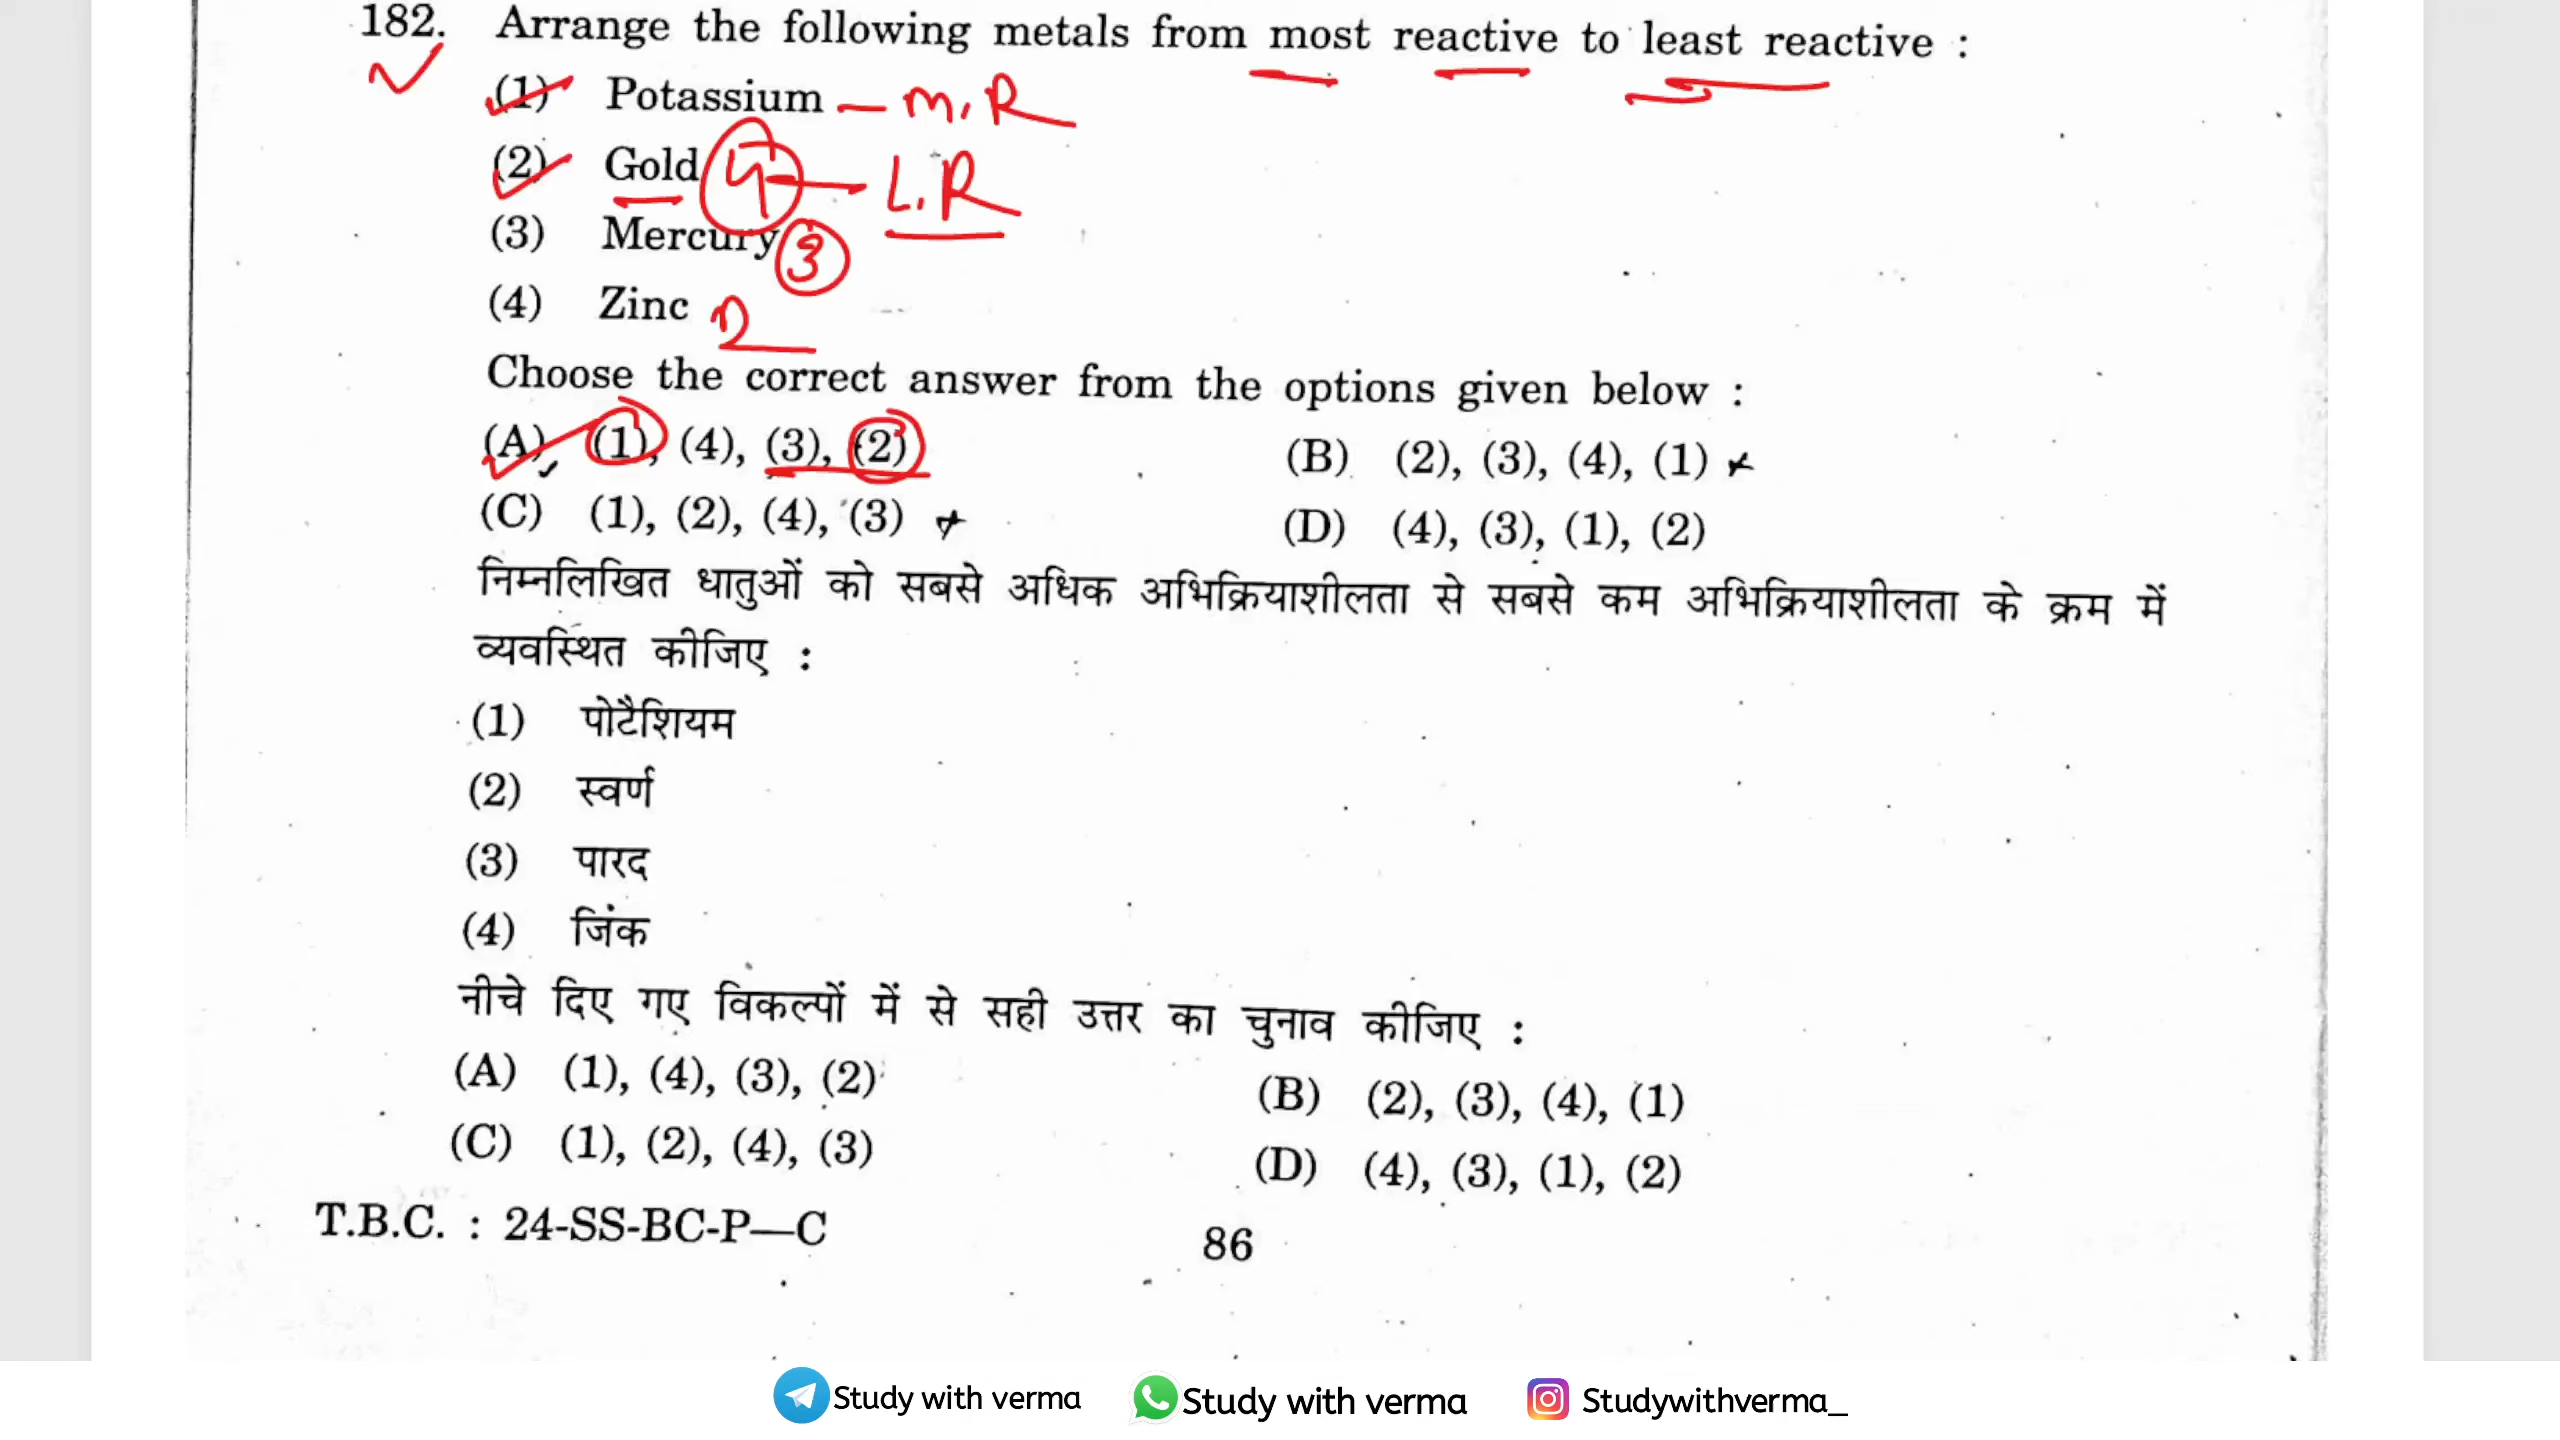 182. Arrange the following metals from most reactive to least reactive :
(1) Potassium — M.R
(2) Gold 4 — L.R
(3) Mercury 3
(4) Zinc 2
Choose the correct answer from the options given below :
(A) (1), (4), (3), (2) (B) (2), (3), (4), (1)
(C) (1), (2), (4), (3) (D) (4), (3), (1), (2)
निम्नलिखित धातुओं को सबसे अधिक अभिक्रियाशीलता से सबसे कम अभिक्रियाशीलता के क्रम में
व्यवस्थित कीजिए :
(1) पोटैशियम
(2) स्वर्ण
(3) पारद
(4) जिंक
नीचे दिए गए विकल्पों में से सही उत्तर का चुनाव कीजिए :
(A) (1), (4), (3), (2) (B) (2), (3), (4), (1)
(C) (1), (2), (4), (3) (D) (4), (3), (1), (2)
T.B.C. : 24-SS-BC-P—C 86
Study with verma Study with verma Studywithverma_